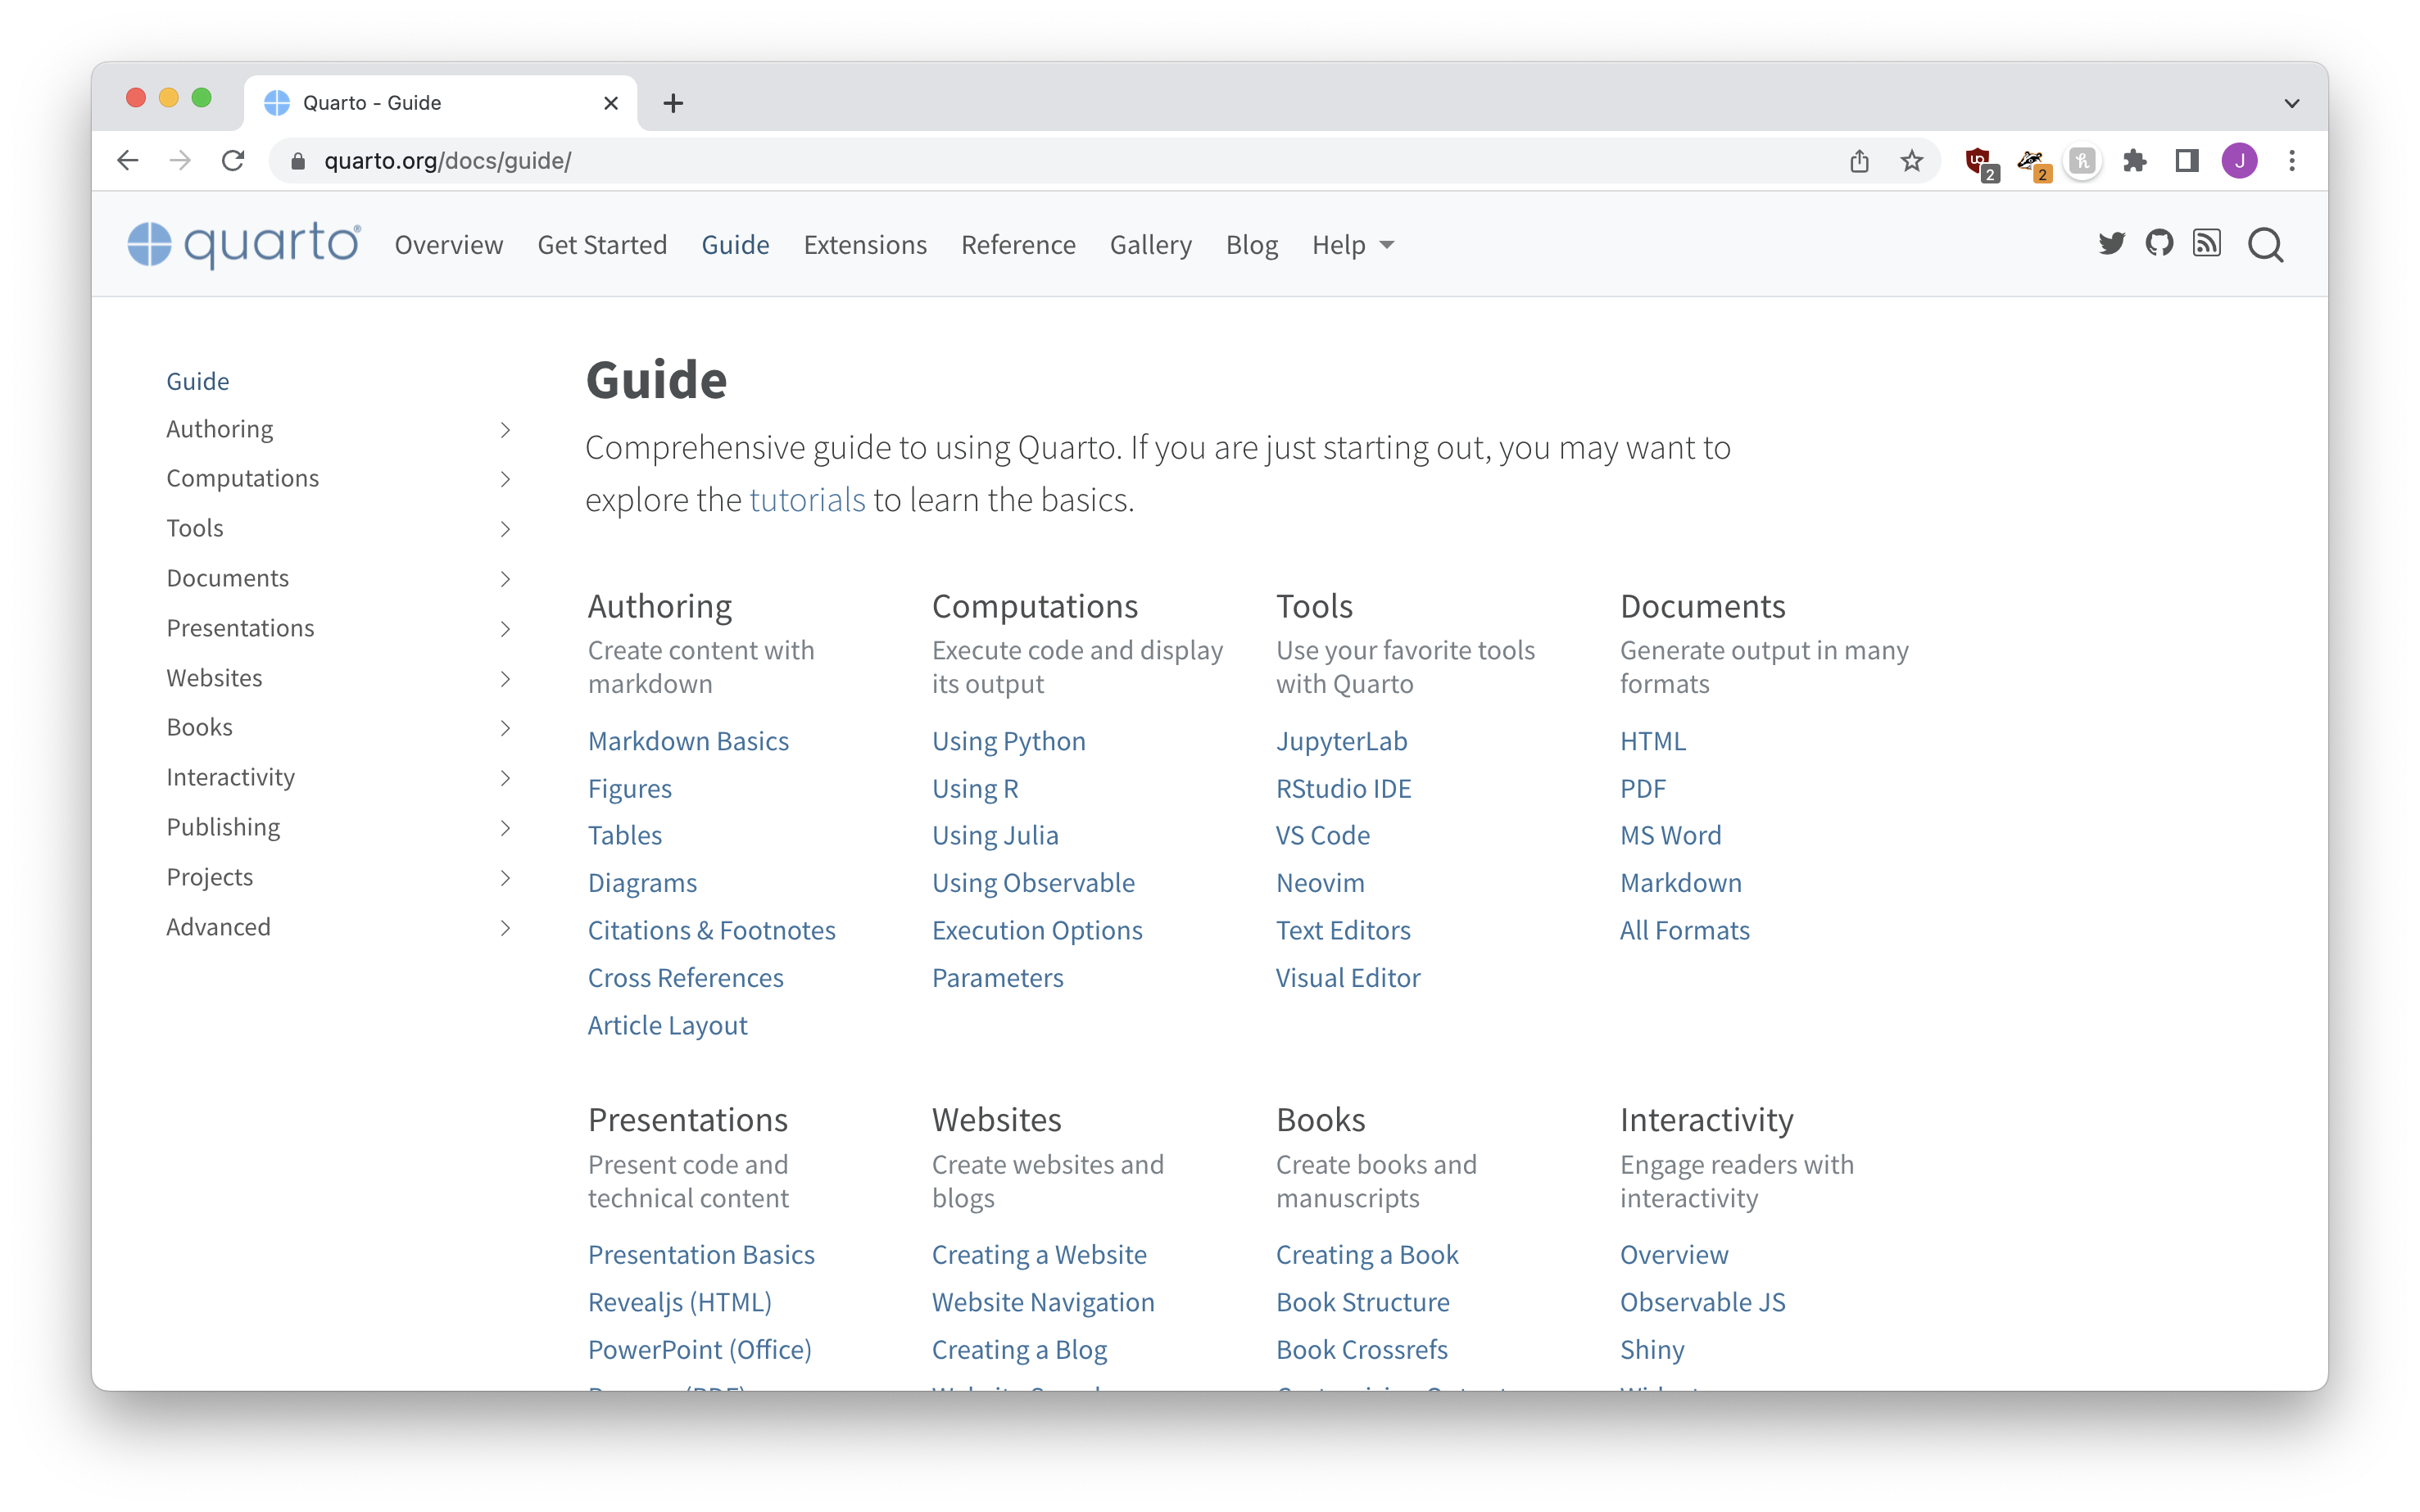 Quarto - Guide
quarto.org/docs/guide/
2
2
J
quarto
Overview
Get Started
Guide
Extensions
Reference
Gallery
Blog
Help
Guide
Authoring
Computations
Tools
Documents
Presentations
Websites
Books
Interactivity
Publishing
Projects
Advanced
Guide
Comprehensive guide to using Quarto. If you are just starting out, you may want to
explore the tutorials to learn the basics.
Authoring
Create content with
markdown
Markdown Basics
Figures
Tables
Diagrams
Citations & Footnotes
Cross References
Article Layout
Computations
Execute code and display
its output
Using Python
Using R
Using Julia
Using Observable
Execution Options
Parameters
Tools
Use your favorite tools
with Quarto
JupyterLab
RStudio IDE
VS Code
Neovim
Text Editors
Visual Editor
Documents
Generate output in many
formats
HTML
PDF
MS Word
Markdown
All Formats
Presentations
Present code and
technical content
Presentation Basics
Revealjs (HTML)
PowerPoint (Office)
Websites
Create websites and
blogs
Creating a Website
Website Navigation
Creating a Blog
Books
Create books and
manuscripts
Creating a Book
Book Structure
Book Crossrefs
Interactivity
Engage readers with
interactivity
Overview
Observable JS
Shiny